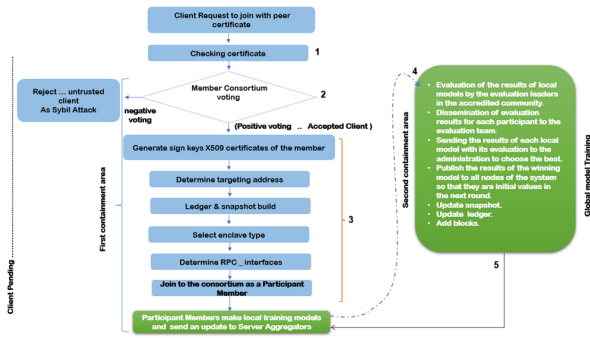 Client Request to join with peer
certificate
Checking certificate
1
Member Consortium
voting
2
Reject ... untrusted
client
As Sybil Attack
negative
voting
(Positive voting .. Accepted Client )
Generate sign keys X509 certificates of the member
Determine targeting address
Ledger & snapshot build
Select enclave type
Determine RPC _ interfaces
Join to the consortium as a Participant
Member
3
Participant Members make local training models
and send an update to Server Aggregators
Client Pending
First containment area
Second containment area
4
• Evaluation of the results of local
models by the evaluation leaders
in the accredited community.
• Dissemination of evaluation
results for each participant to the
evaluation team.
• Sending the results of each local
model with its evaluation to the
administration to choose the best.
• Publish the results of the winning
model to all nodes of the system
so that they are initial values in
the next round.
• Update snapshot.
• Update ledger.
• Add blocks.
5
Global model Training